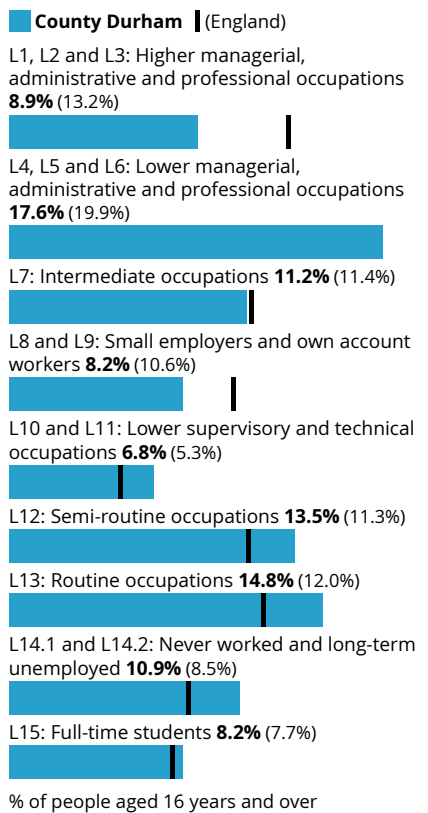 County Durham (England)
L1, L2 and L3: Higher managerial,
administrative and professional occupations
8.9% (13.2%)
L4, L5 and L6: Lower managerial,
administrative and professional occupations
17.6% (19.9%)
L7: Intermediate occupations 11.2% (11.4%)
L8 and L9: Small employers and own account
workers 8.2% (10.6%)
L10 and L11: Lower supervisory and technical
occupations 6.8% (5.3%)
L12: Semi-routine occupations 13.5% (11.3%)
L13: Routine occupations 14.8% (12.0%)
L14.1 and L14.2: Never worked and long-term
unemployed 10.9% (8.5%)
L15: Full-time students 8.2% (7.7%)
% of people aged 16 years and over